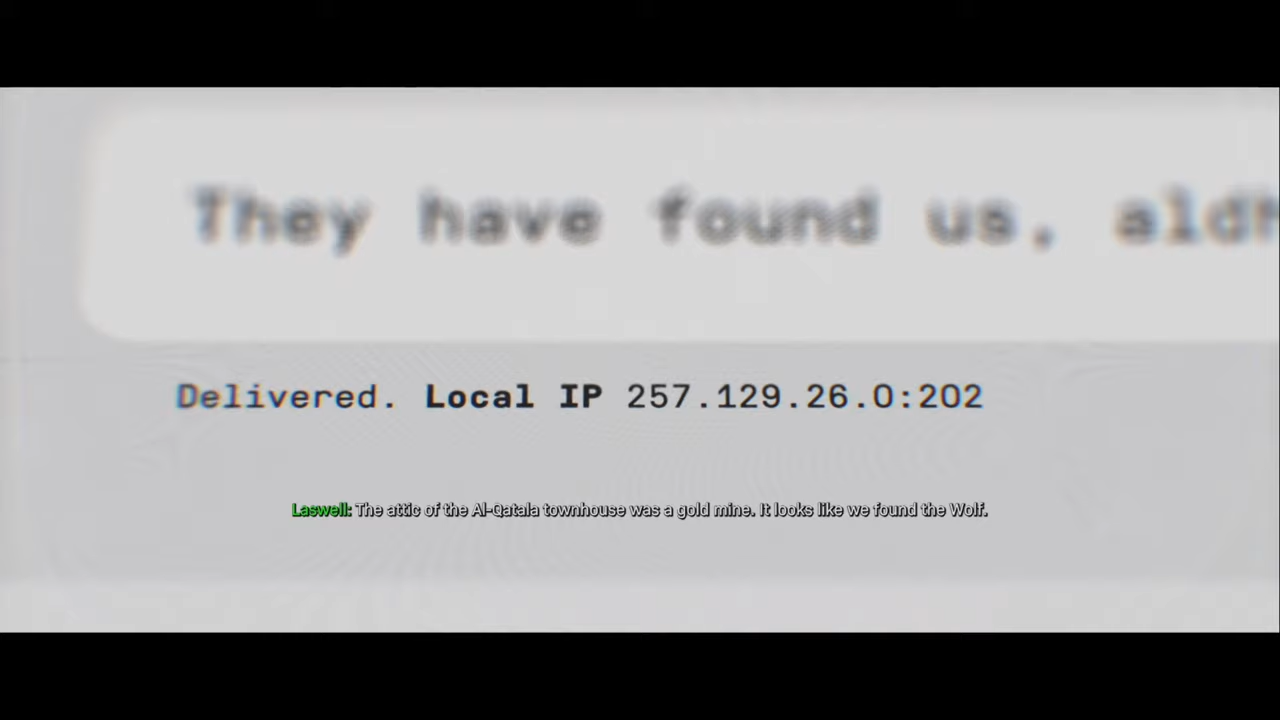 They have found us, aldh
Delivered. Local IP 257.129.26.0:202
Laswell: The attic of the Al-Qatala townhouse was a gold mine. It looks like we found the Wolf.